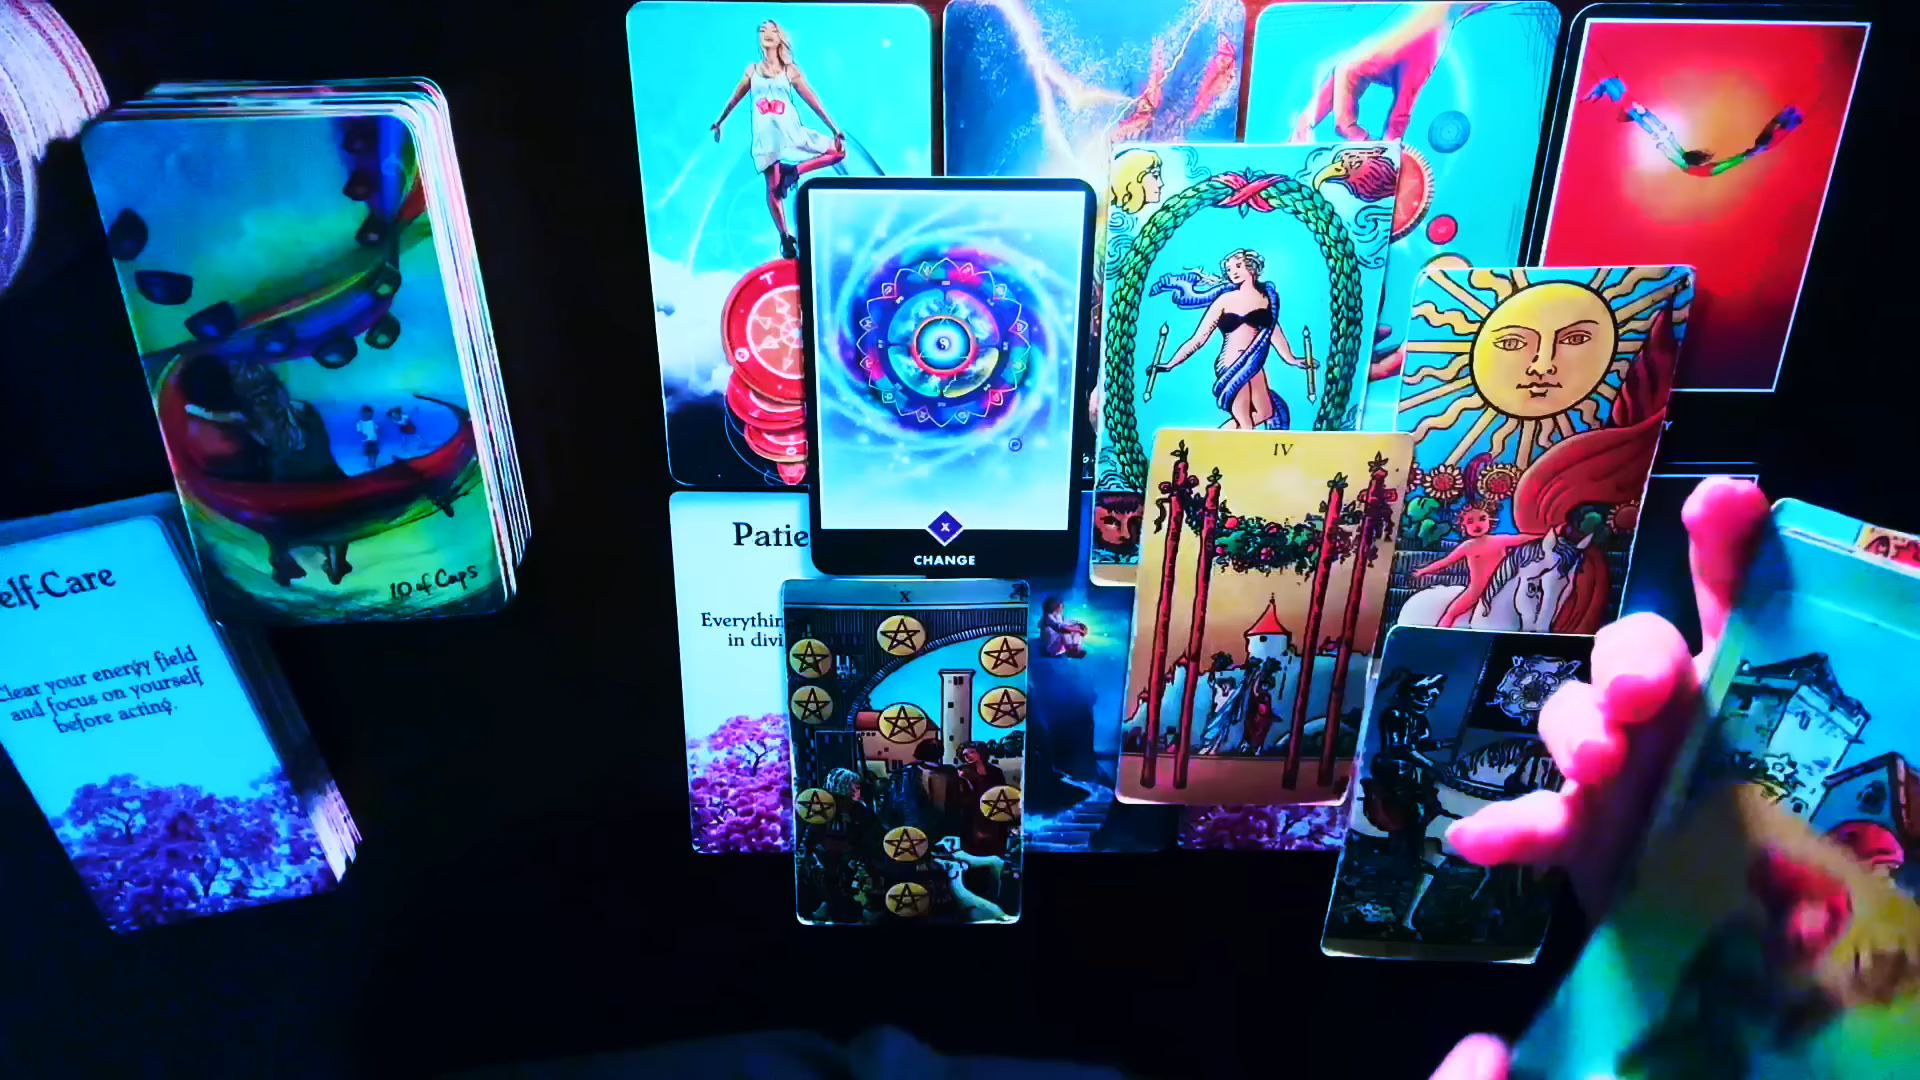 10 of Cups
elf-Care
Clear your energy field
and focus on yourself
before acting.
Patie
Everythin
in divi
X
CHANGE
X
IV